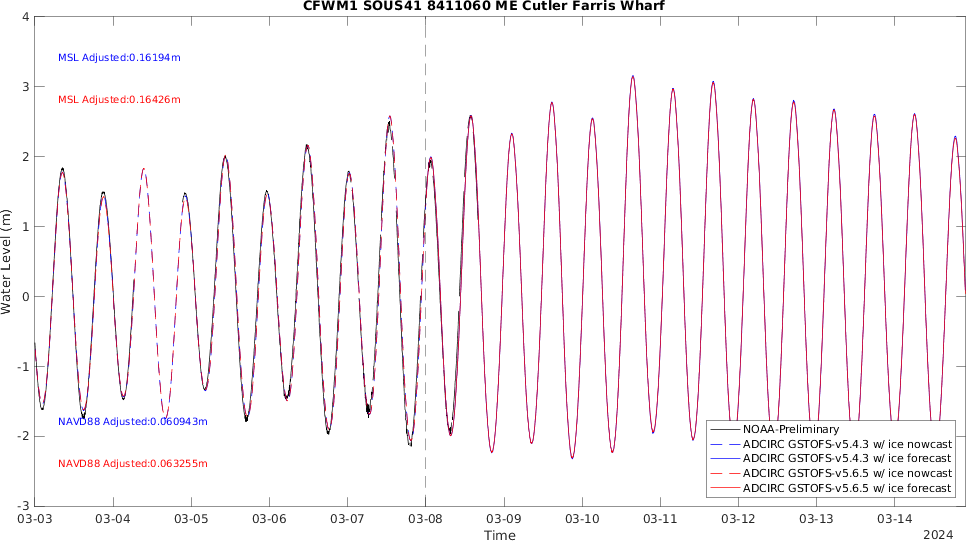 CFWM1 SOUS41 8411060 ME Cutler Farris Wharf
4
3
2
1
0
-1
-2
-3
Water Level (m)
MSL Adjusted:0.16194m
MSL Adjusted:0.16426m
NAVD88 Adjusted:0.060943m
NAVD88 Adjusted:0.063255m
NOAA-Preliminary
ADCIRC GSTOFS-v5.4.3 w/ ice nowcast
ADCIRC GSTOFS-v5.4.3 w/ ice forecast
ADCIRC GSTOFS-v5.6.5 w/ ice nowcast
ADCIRC GSTOFS-v5.6.5 w/ ice forecast
03-03 03-04 03-05 03-06 03-07 03-08 03-09 03-10 03-11 03-12 03-13 03-14
Time
2024